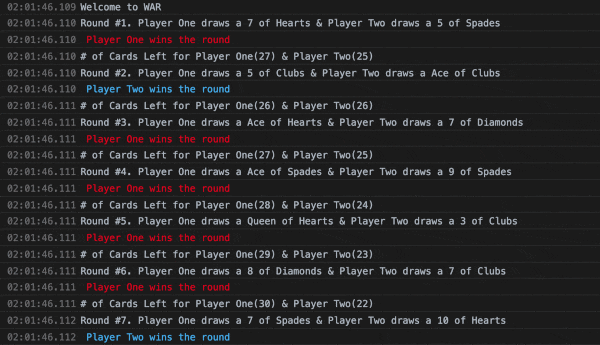 02:01:46.109 Welcome to WAR
02:01:46.110 Round #1. Player One draws a 7 of Hearts & Player Two draws a 5 of Spades
02:01:46.110 Player One wins the round
02:01:46.110 # of Cards Left for Player One(27) & Player Two(25)
02:01:46.110 Round #2. Player One draws a 5 of Clubs & Player Two draws a Ace of Clubs
02:01:46.110 Player Two wins the round
02:01:46.111 # of Cards Left for Player One(26) & Player Two(26)
02:01:46.111 Round #3. Player One draws a Ace of Hearts & Player Two draws a 7 of Diamonds
02:01:46.111 Player One wins the round
02:01:46.111 # of Cards Left for Player One(27) & Player Two(25)
02:01:46.111 Round #4. Player One draws a Ace of Spades & Player Two draws a 9 of Spades
02:01:46.111 Player One wins the round
02:01:46.111 # of Cards Left for Player One(28) & Player Two(24)
02:01:46.111 Round #5. Player One draws a Queen of Hearts & Player Two draws a 3 of Clubs
02:01:46.111 Player One wins the round
02:01:46.111 # of Cards Left for Player One(29) & Player Two(23)
02:01:46.111 Round #6. Player One draws a 8 of Diamonds & Player Two draws a 7 of Clubs
02:01:46.111 Player One wins the round
02:01:46.111 # of Cards Left for Player One(30) & Player Two(22)
02:01:46.112 Round #7. Player One draws a 7 of Spades & Player Two draws a 10 of Hearts
02:01:46.112 Player Two wins the round